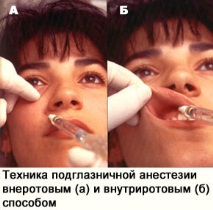 А Б
Техника подглазничной анестезии
внеротовым (а) и внутриротовым (б)
способом